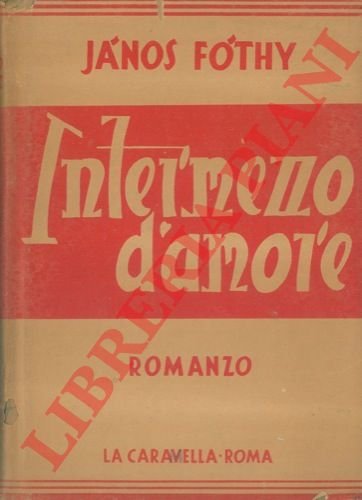 JÁNOS FÓTHY
Intermezzo
d'amore
ROMANZO
LA CARAVELLA - ROMA
LIBRERIA PIANI